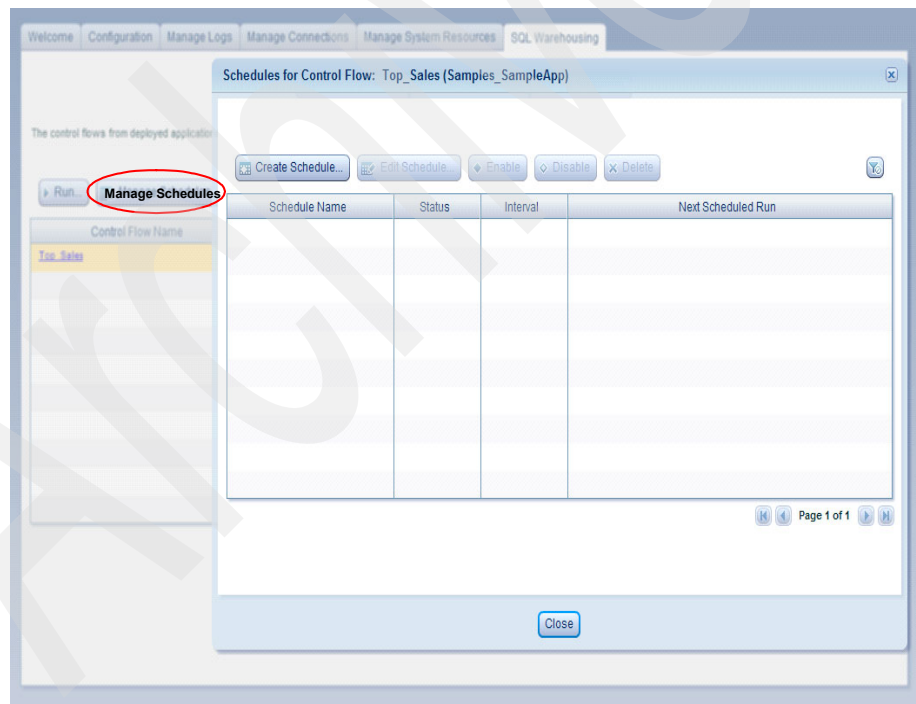 Welcome Configuration Manage Logs Manage Connections Manage System Resources SQL Warehousing
Schedules for Control Flow: Top_Sales (Samples_SampleApp)
The control flows from deployed applicatio
Create Schedule... Edit Schedule... Enable Disable Delete
Run... Manage Schedules
Schedule Name Status Interval Next Scheduled Run
Control Flow Name
Top_Sales
Page 1 of 1
Close